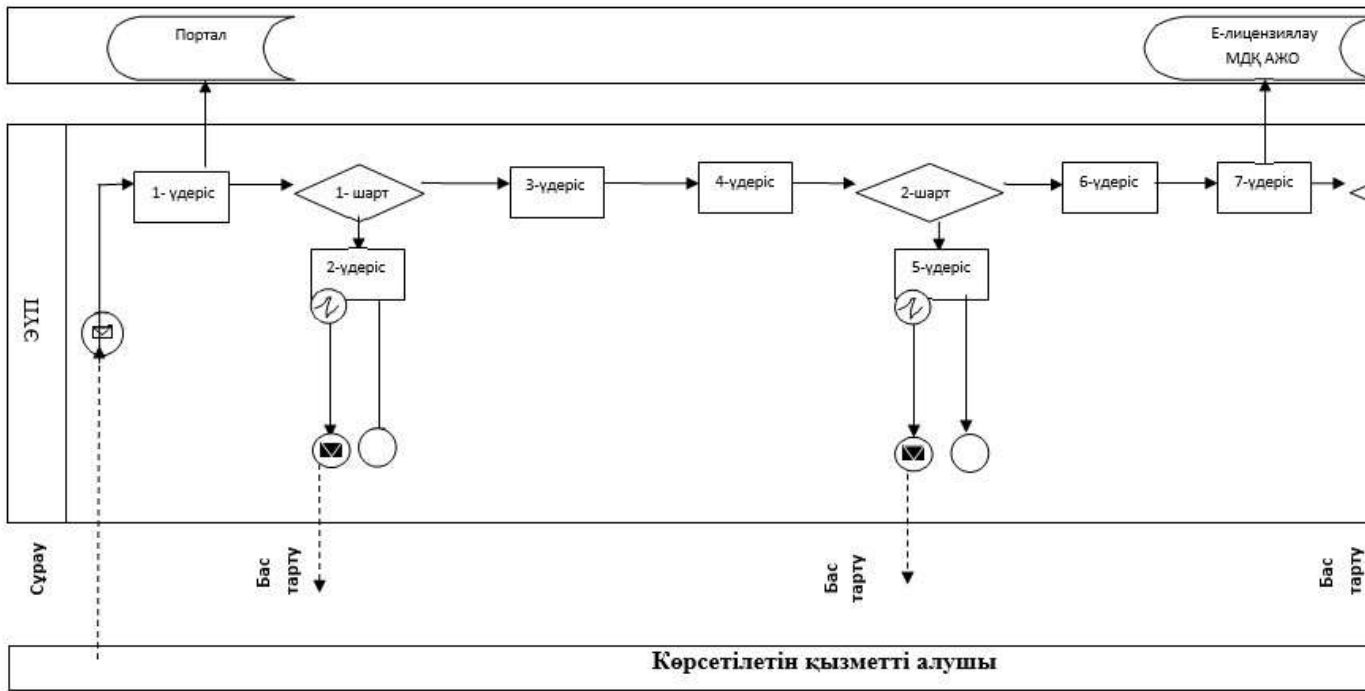 Портал
Е-лицензиялау
МДҚ АЖО
1- үдеріс
1- шарт
3-үдеріс
4-үдеріс
2-шарт
6-үдеріс
7-үдеріс
2-үдеріс
5-үдеріс
ЭҮП
Сұрау
Бас
тарту
Бас
тарту
Бас
тарту
Көрсетілетін қызметті алушы